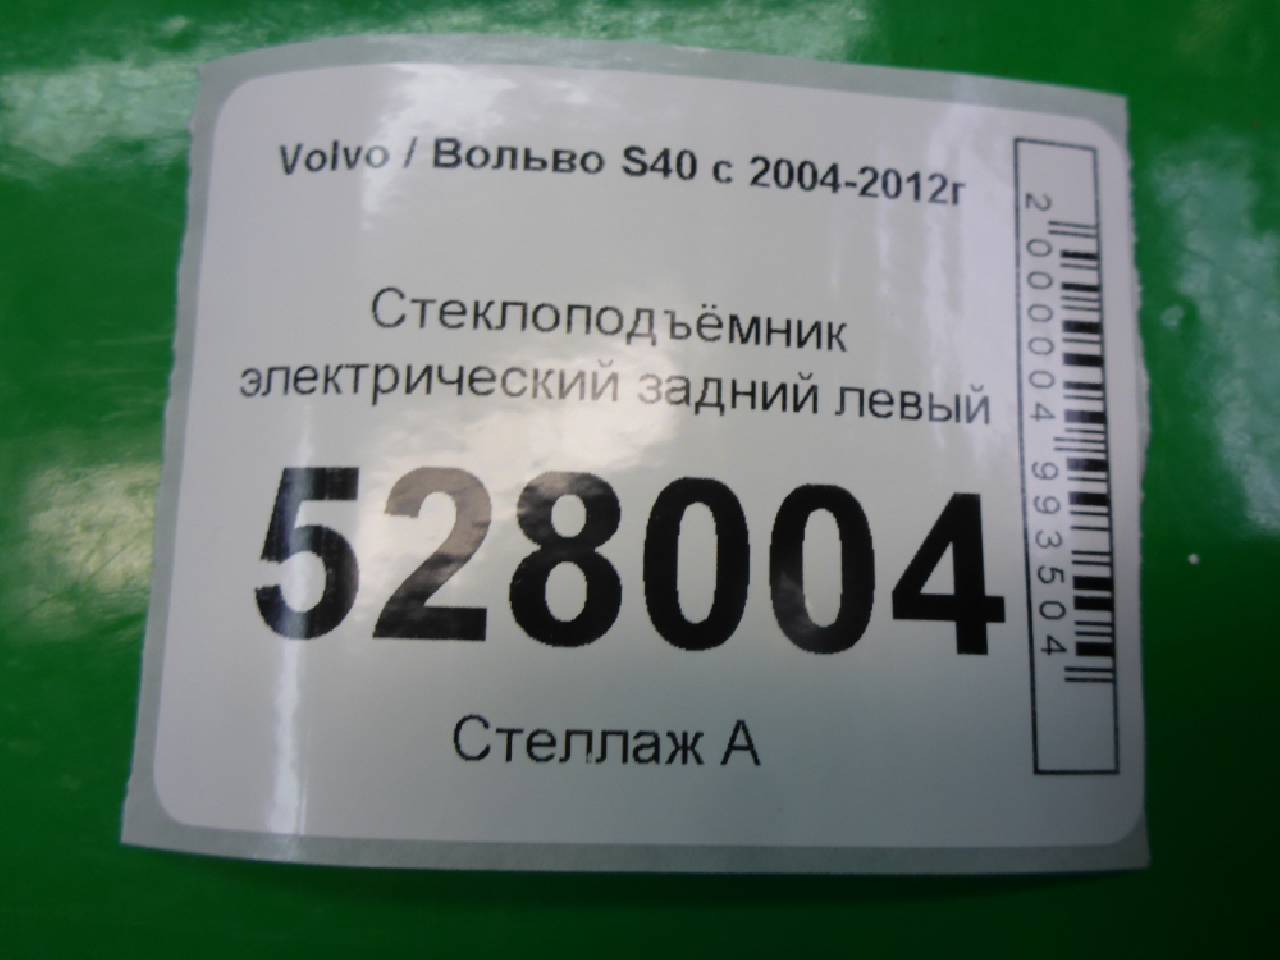 Volvo / Вольво S40 с 2004-2012г
Стеклоподъёмник
электрический задний левый
528004
Стеллаж А
2000004993504